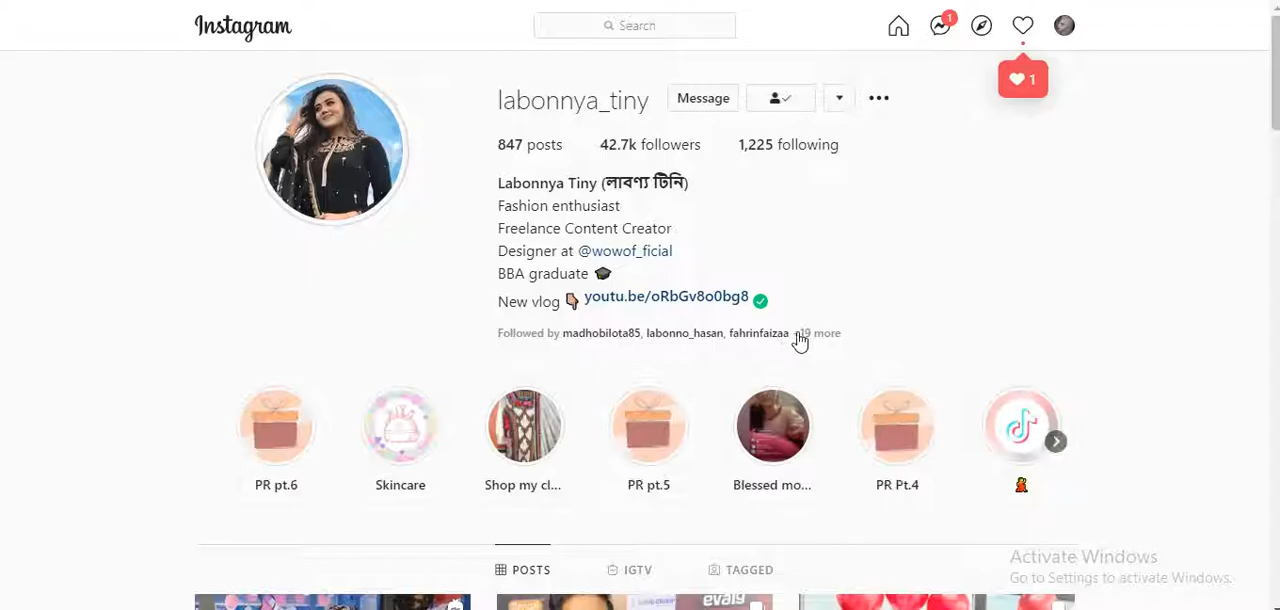 Instagram
Search
1
1
labonnya_tiny
Message
847 posts
42.7k followers
1,225 following
Labonnya Tiny (লাবণ্য টিনি)
Fashion enthusiast
Freelance Content Creator
Designer at @wowof_ficial
BBA graduate 🎓
New vlog 👇🏽 youtu.be/oRbGv8o0bg8
Followed by madhobilota85, labonno_hasan, fahrinfaizaa +19 more
PR pt.6
Skincare
Shop my cl...
PR pt.5
Blessed mo...
PR Pt.4
POSTS
IGTV
TAGGED
Activate Windows
Go to Settings to activate Windows.